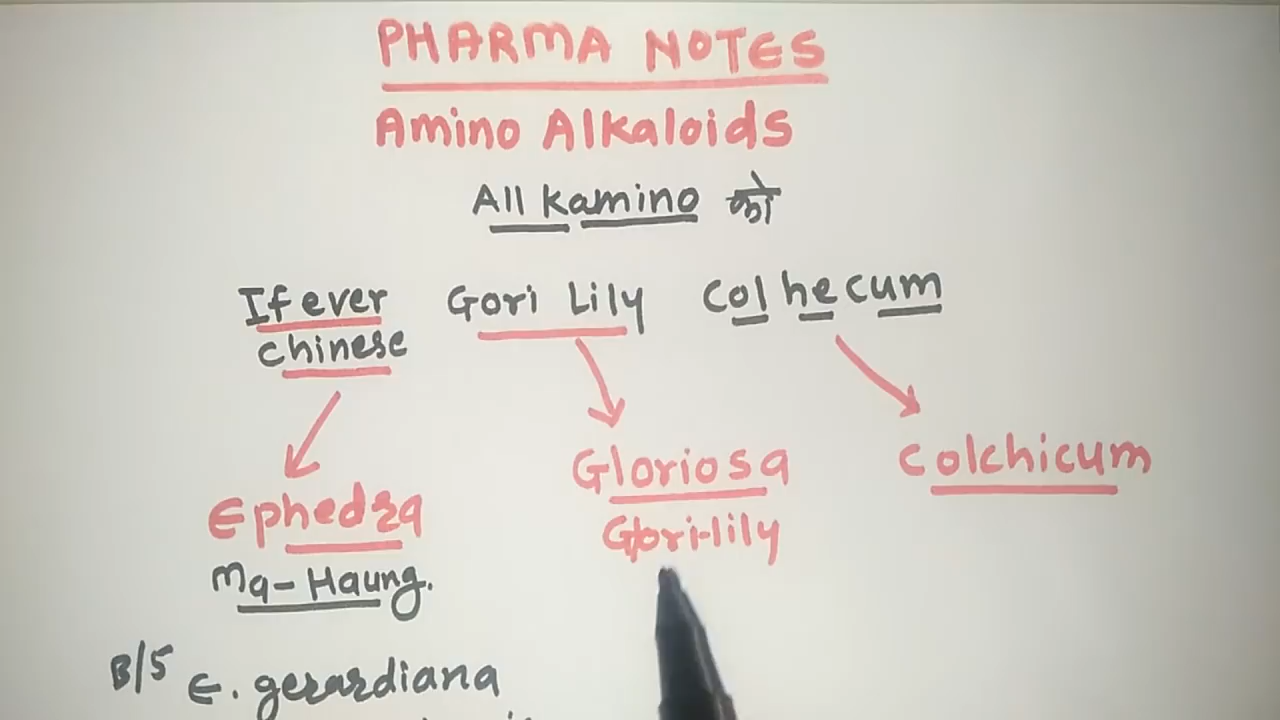 PHARMA NOTES
Amino Alkaloids
All kamino को
If ever Gori Lily Colhecum
chinese
Ephedra Gloriosa Colchicum
Ma-Haung. Glori-lily
B/S E. gerardiana